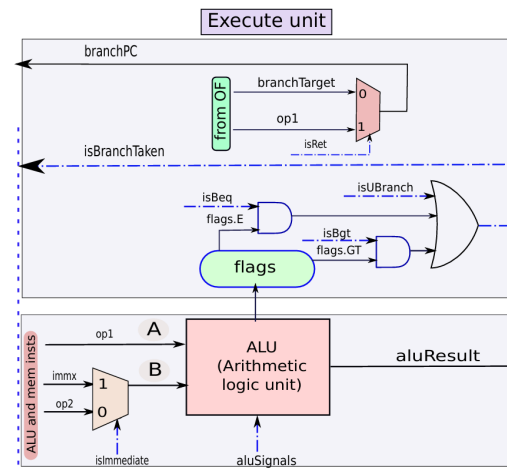 Execute unit
branchPC
from OF
branchTarget
0
op1
1
isRet
isBranchTaken
isUBranch
isBeq
flags.E
isBgt
flags.GT
flags
ALU and mem insts
op1
A
immx
1
B
op2
0
isImmediate
ALU
(Arithmetic
logic unit)
aluResult
aluSignals